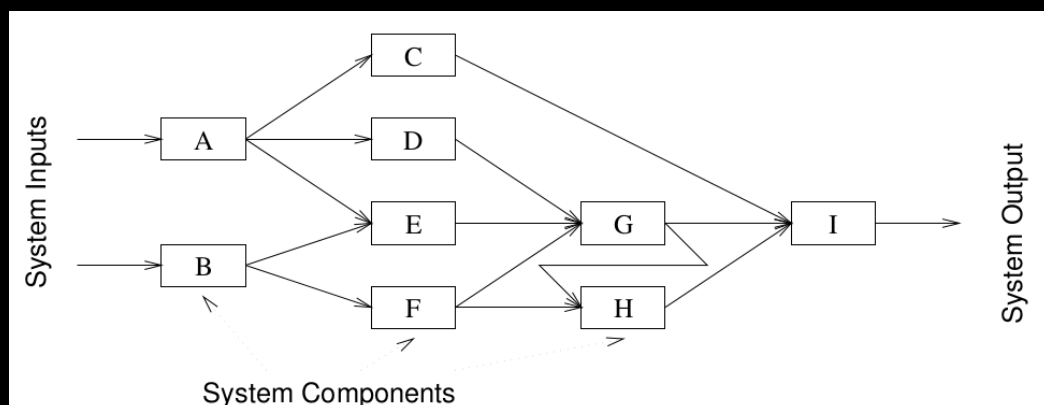 System Inputs
A
B
C
D
E
F
G
H
I
System Output
System Components